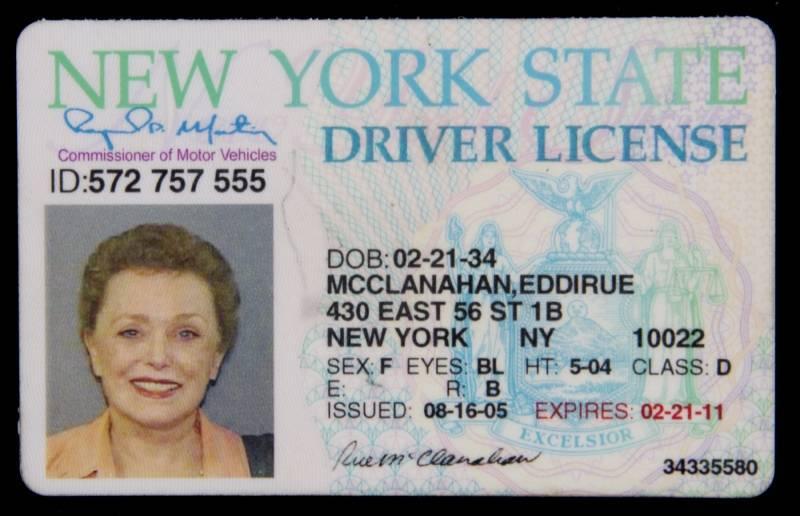 NEW YORK STATE
Commissioner of Motor Vehicles
DRIVER LICENSE
ID:572 757 555
DOB: 02-21-34
MCCLANAHAN,EDDIRUE
430 EAST 56 ST 1B
NEW YORK NY 10022
SEX: F EYES: BL HT: 5-04 CLASS: D
E: R: B
ISSUED: 08-16-05 EXPIRES: 02-21-11
EXCELSIOR
Rue McClanahan
34335580